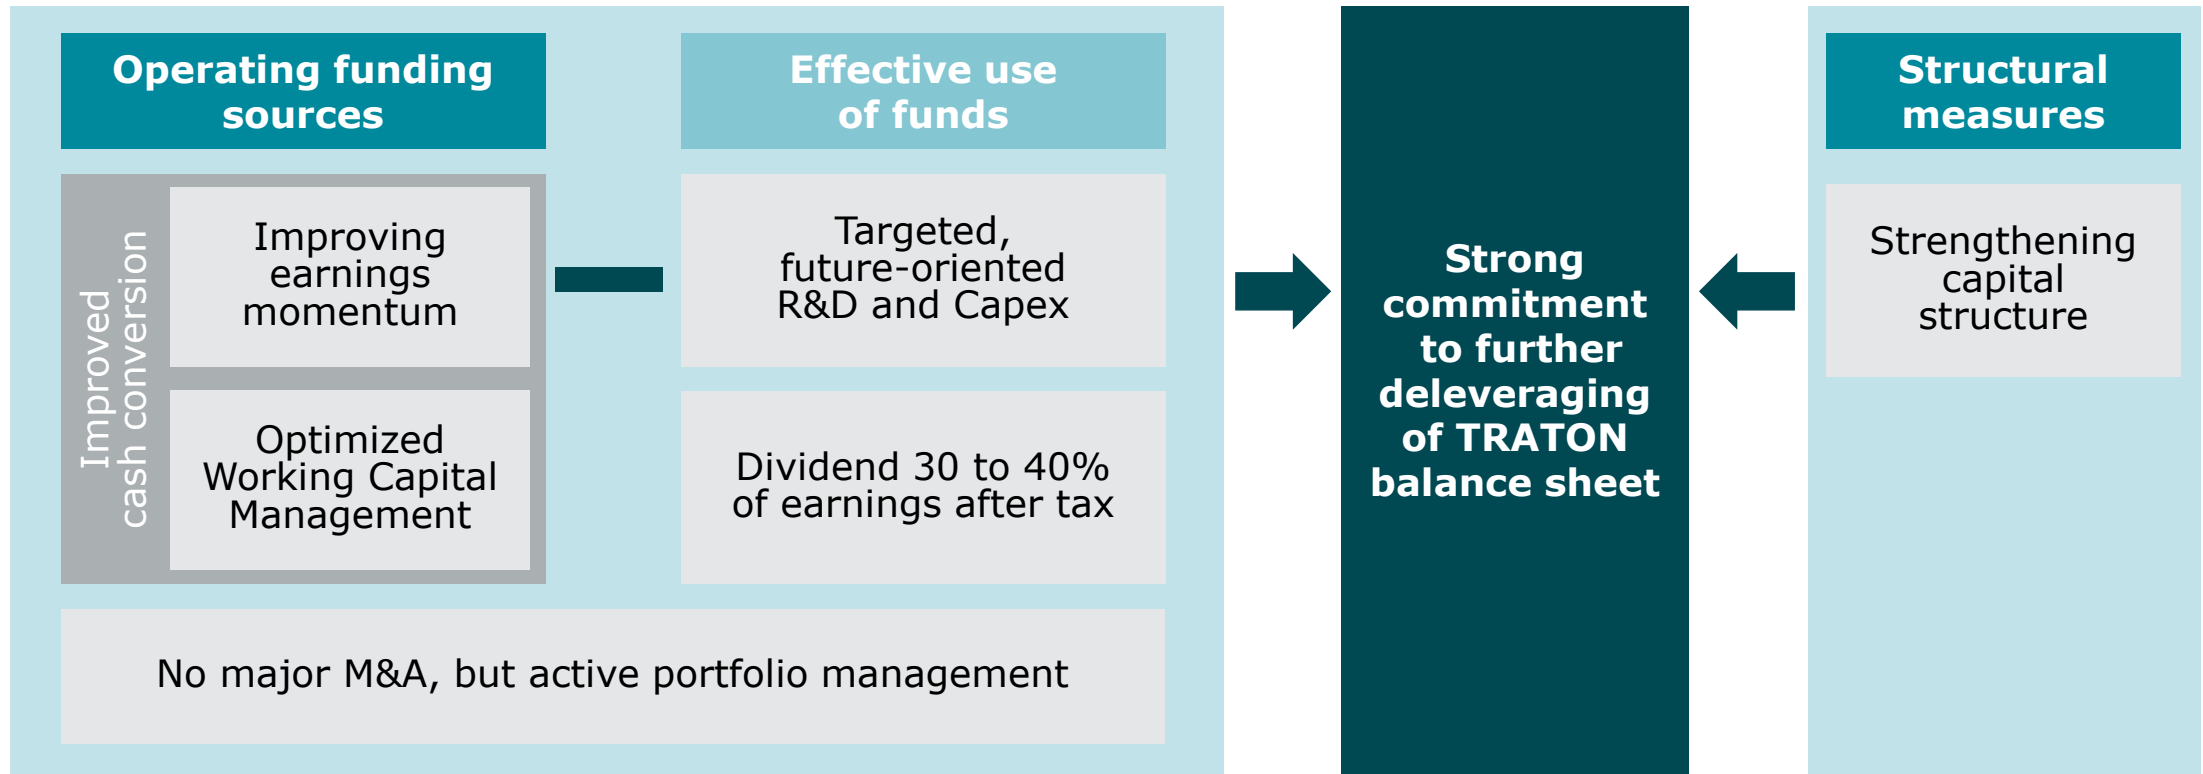 Operating funding
sources
Improved
cash conversion
Improving
earnings
momentum
Optimized
Working Capital
Management
Effective use
of funds
Targeted,
future-oriented
R&D and Capex
Dividend 30 to 40%
of earnings after tax
No major M&A, but active portfolio management
Strong
commitment
to further
deleveraging
of TRATON
balance sheet
Structural
measures
Strengthening
capital
structure